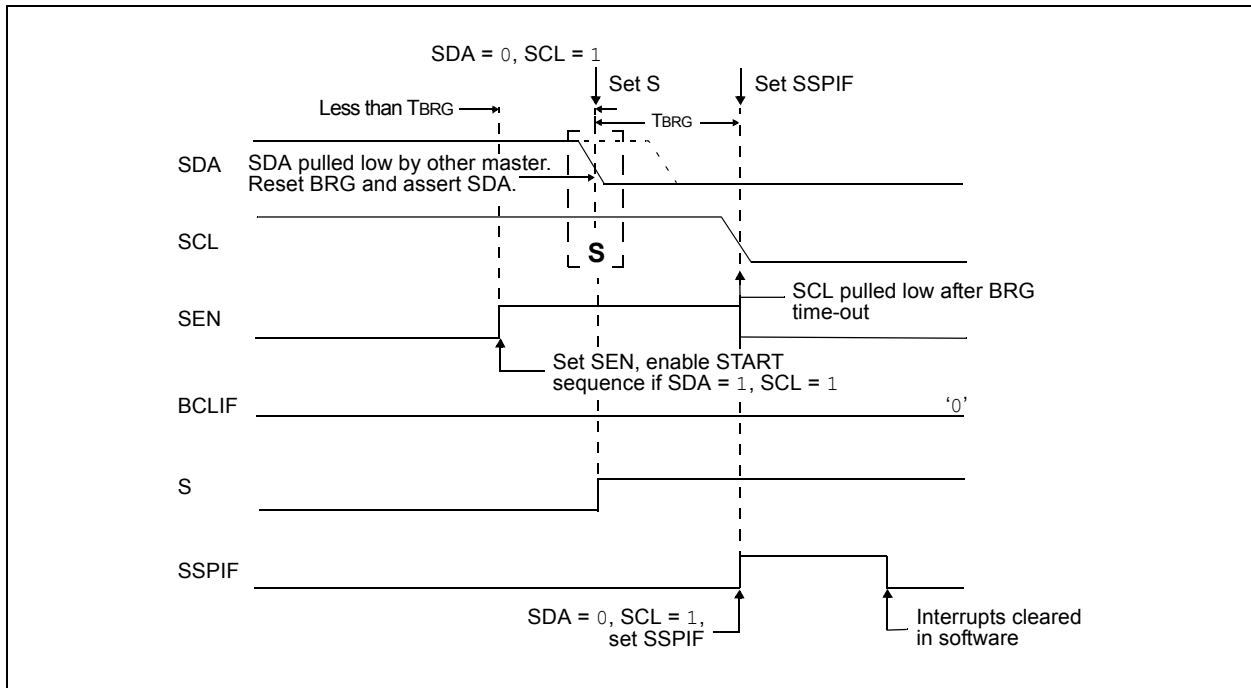 SDA = 0, SCL = 1
Set S
Set SSPIF
Less than TBRG
TBRG
SDA
SDA pulled low by other master.
Reset BRG and assert SDA.
SCL
S
SCL pulled low after BRG
time-out
SEN
Set SEN, enable START
sequence if SDA = 1, SCL = 1
BCLIF
‘0’
S
SSPIF
SDA = 0, SCL = 1,
set SSPIF
Interrupts cleared
in software